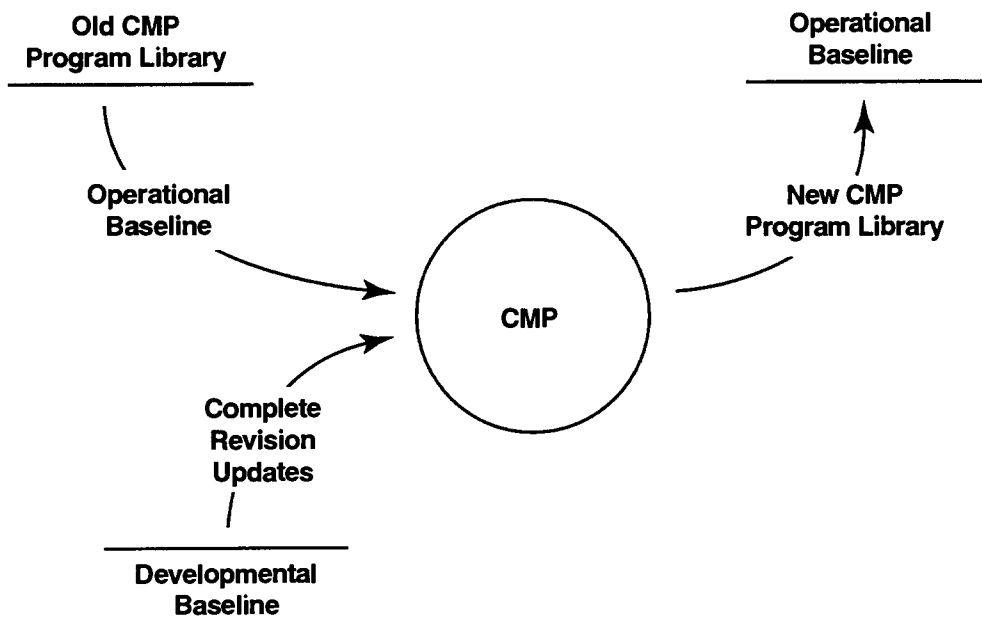 Old CMP
Program Library
Operational
Baseline
Operational
Baseline
New CMP
Program Library
CMP
Complete
Revision
Updates
Developmental
Baseline